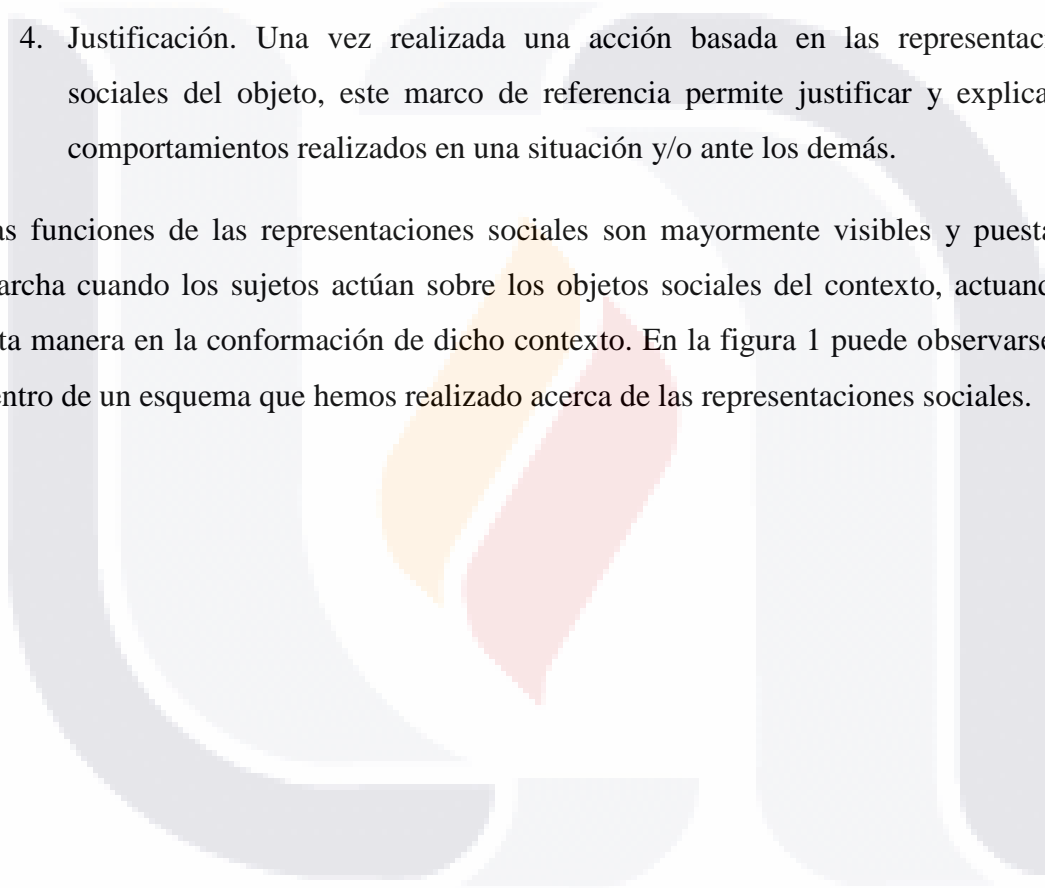 4. Justificación. Una vez realizada una acción basada en las representaci
sociales del objeto, este marco de referencia permite justificar y explica
comportamientos realizados en una situación y/o ante los demás.
as funciones de las representaciones sociales son mayormente visibles y puesta
archa cuando los sujetos actúan sobre los objetos sociales del contexto, actuand
ta manera en la conformación de dicho contexto. En la figura 1 puede observarse
entro de un esquema que hemos realizado acerca de las representaciones sociales.